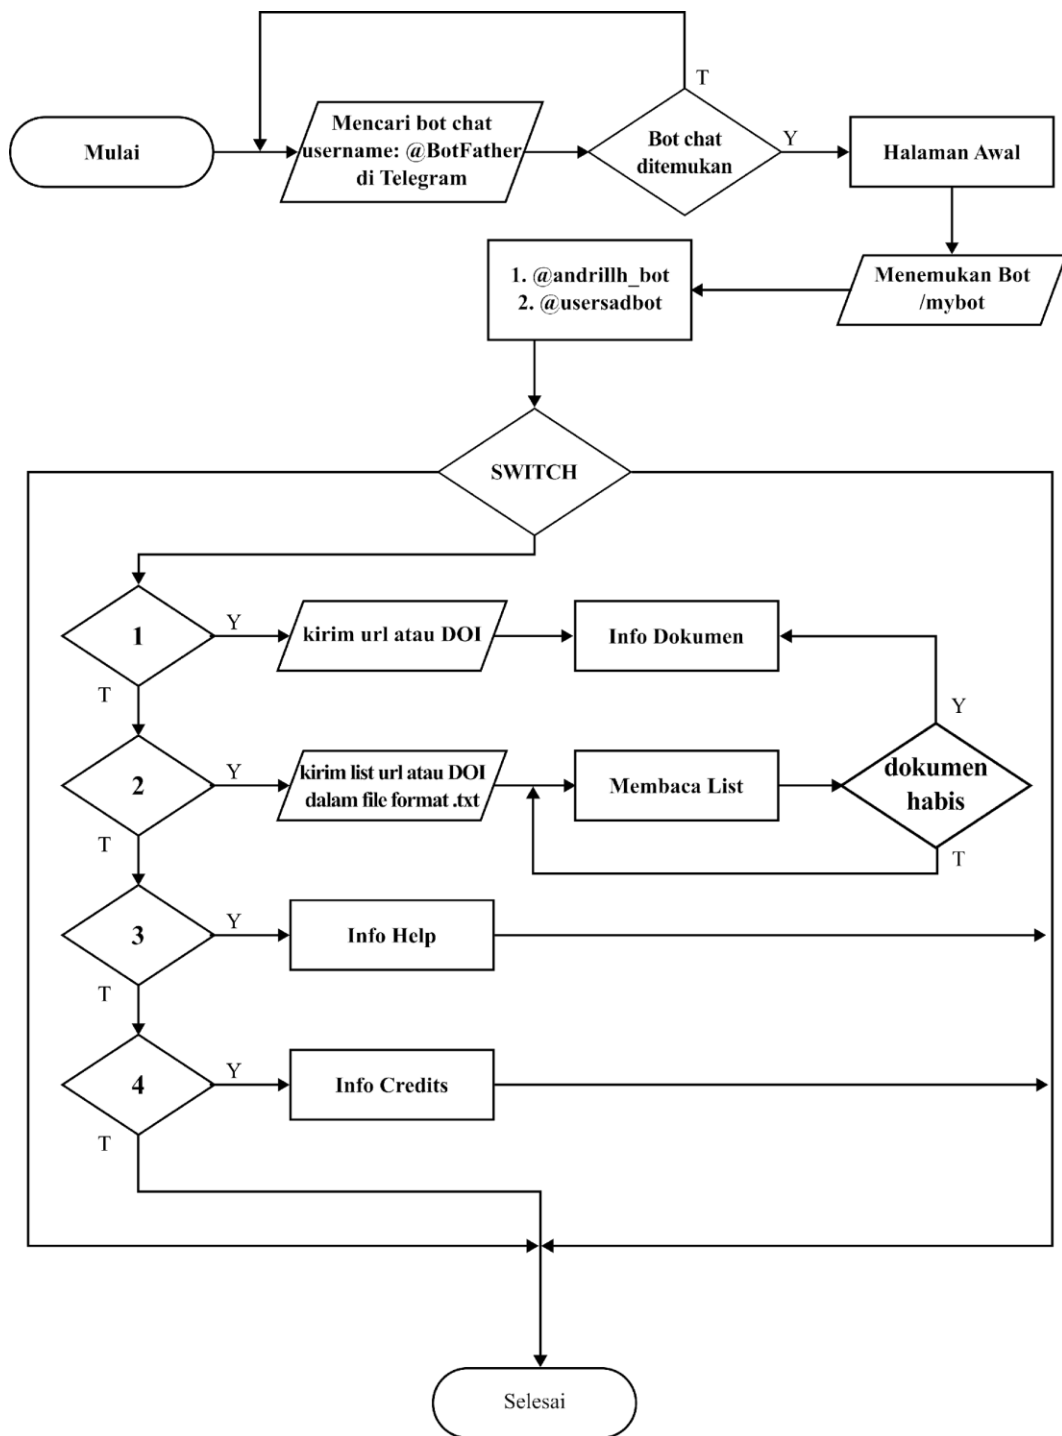 T
Mulai
Mencari bot chat
username: @BotFather
di Telegram
Bot chat
ditemukan
Y
Halaman Awal
1. @andrillh_bot
2. @usersadbot
Menemukan Bot
/mybot
SWITCH
1
Y
kirim url atau DOI
Info Dokumen
T
Y
2
Y
kirim list url atau DOI
dalam file format .txt
Membaca List
dokumen
habis
T
T
3
Y
Info Help
T
4
Y
Info Credits
T
Selesai